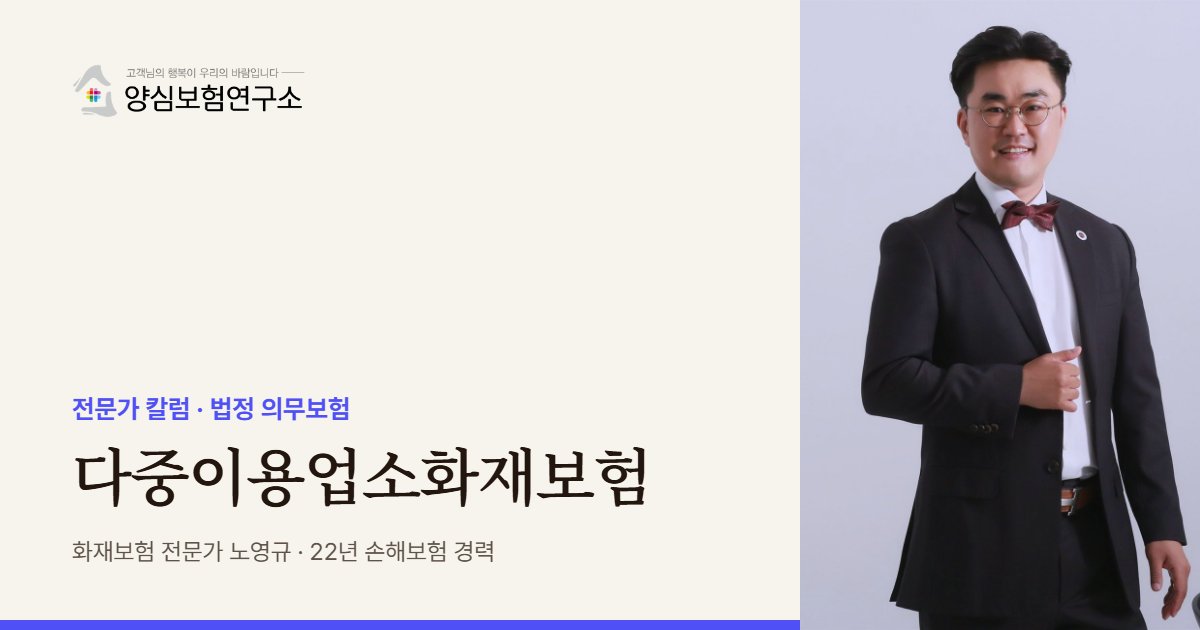 고객님의 행복이 우리의 바람입니다
양심보험연구소
전문가 칼럼 · 법정 의무보험
다중이용업소화재보험
화재보험 전문가 노영규 · 22년 손해보험 경력